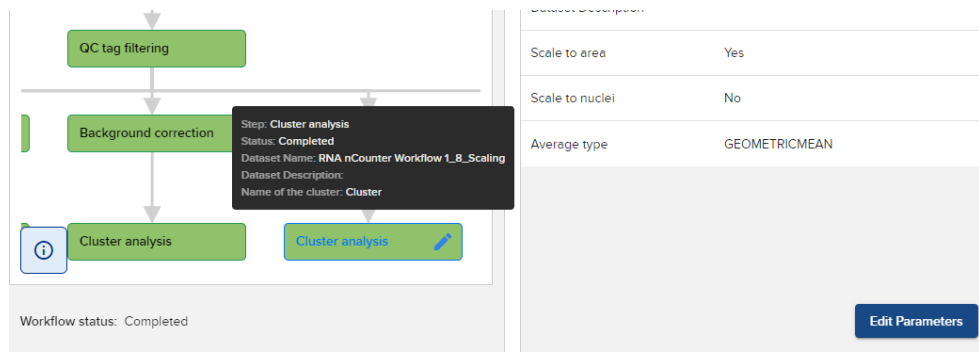 Dataset Description
QC tag filtering
Scale to area Yes
Scale to nuclei No
Background correction
Step: Cluster analysis
Status: Completed
Dataset Name: RNA nCounter Workflow 1_8_Scaling
Dataset Description:
Name of the cluster: Cluster
Average type GEOMETRICMEAN
Cluster analysis
Cluster analysis
Workflow status: Completed
Edit Parameters